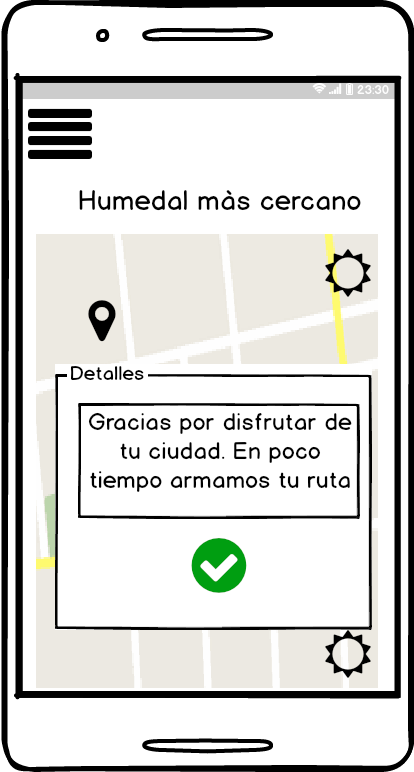 23:30
Humedal màs cercano
Detalles
Gracias por disfrutar de
tu ciudad. En poco
tiempo armamos tu ruta